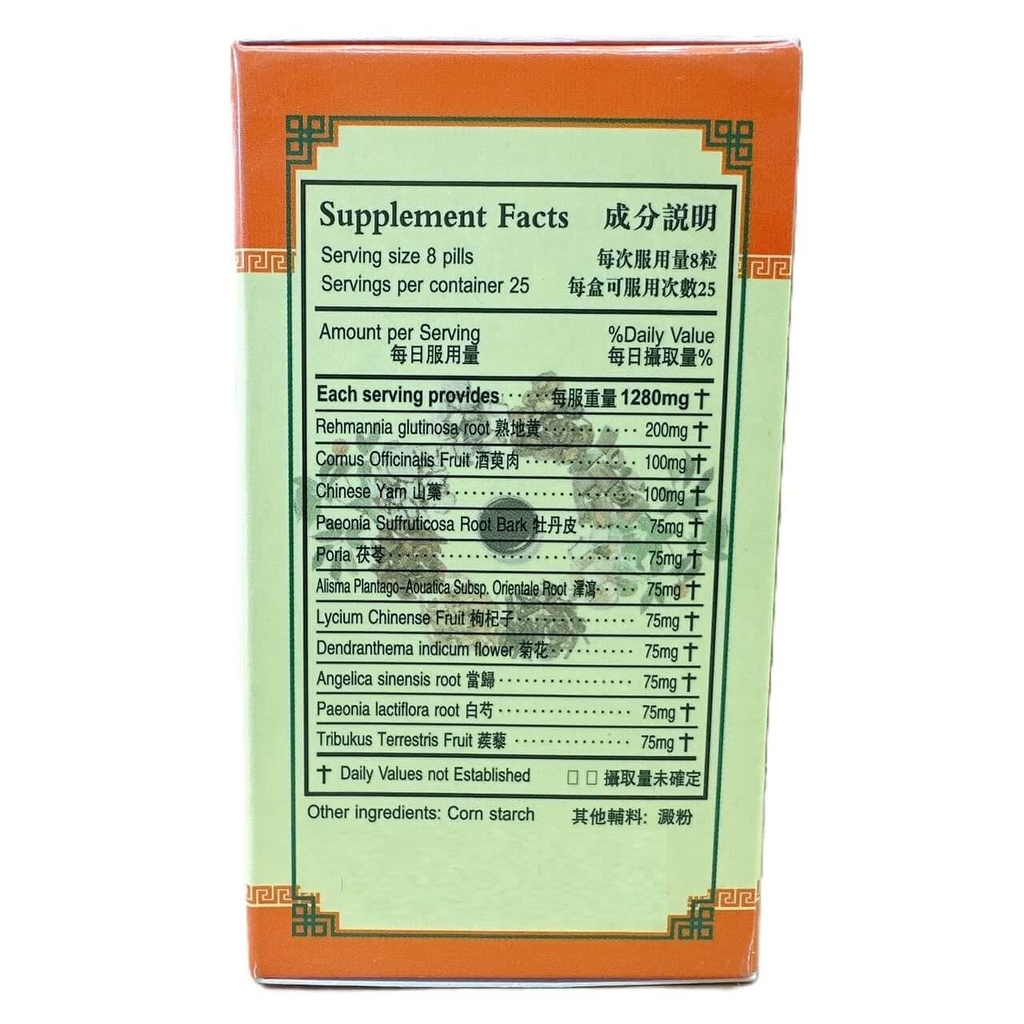 Supplement Facts 成分説明
Serving size 8 pills 每次服用量8粒
Servings per container 25 每盒可服用次數25
Amount per Serving %Daily Value
每日服用量 每日攝取量%
Each serving provides······每服重量 1280mg †
Rehmannia glutinosa root 熟地黄············ 200mg †
Cornus Officinalis Fruit 酒萸肉·············· 100mg †
Chinese Yam 山藥························ 100mg †
Paeonia Suffruticosa Root Bark 牡丹皮······· 75mg †
Poria 茯苓······························ 75mg †
Alisma Plantago-Aouatica Subsp. Orientale Root 澤瀉····· 75mg †
Lycium Chinense Fruit 枸杞子··············· 75mg †
Dendranthema indicum flower 菊花·········· 75mg †
Angelica sinensis root 當歸················· 75mg †
Paeonia lactiflora root 白芍················· 75mg †
Tribukus Terrestris Fruit 蒺藜 ·············· 75mg †
† Daily Values not Established □ □ 攝取量未確定
Other ingredients: Corn starch 其他輔料: 澱粉